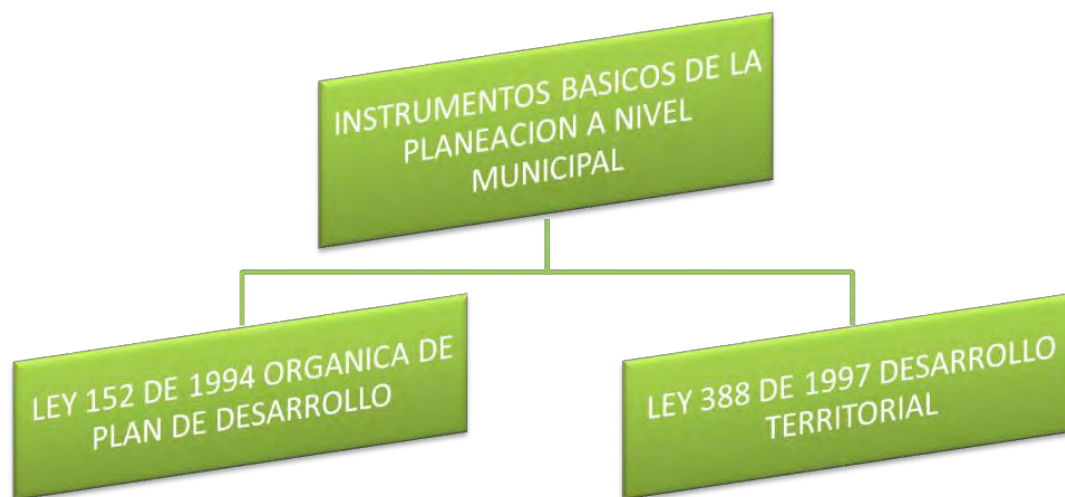 INSTRUMENTOS BASICOS DE LA
PLANEACION A NIVEL
MUNICIPAL
LEY 152 DE 1994 ORGANICA DE
PLAN DE DESARROLLO
LEY 388 DE 1997 DESARROLLO
TERRITORIAL